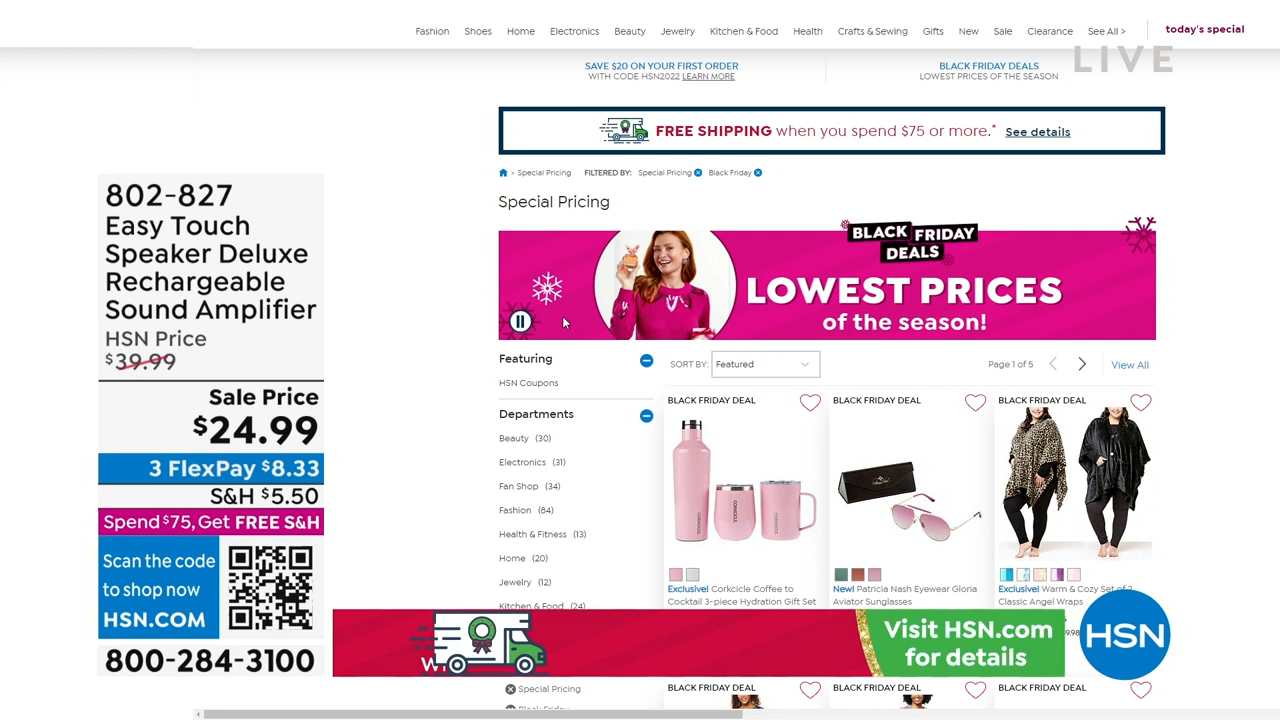 Fashion Shoes Home Electronics Beauty Jewelry Kitchen & Food Health Crafts & Sewing Gifts New Sale Clearance See All > today's special
LIVE
SAVE $20 ON YOUR FIRST ORDER
WITH CODE HSN2022 LEARN MORE
BLACK FRIDAY DEALS
LOWEST PRICES OF THE SEASON
FREE SHIPPING when you spend $75 or more.* See details
> Special Pricing FILTERED BY: Special Pricing Black Friday
Special Pricing
BLACK FRIDAY
DEALS
LOWEST PRICES
of the season!
802-827
Easy Touch
Speaker Deluxe
Rechargeable
Sound Amplifier
HSN Price
$39.99
Sale Price
$24.99
3 FlexPay $8.33
S&H $5.50
Spend $75, Get FREE S&H
Scan the code
to shop now
HSN.COM
800-284-3100
Featuring
HSN Coupons
Departments
Beauty (30)
Electronics (31)
Fan Shop (34)
Fashion (84)
Health & Fitness (13)
Home (20)
Jewelry (12)
Kitchen & Food (24)
Special Pricing
SORT BY: Featured
Page 1 of 5
View All
BLACK FRIDAY DEAL
CORKCICLE
Exclusive! Corkcicle Coffee to
Cocktail 3-piece Hydration Gift Set
BLACK FRIDAY DEAL
New! Patricia Nash Eyewear Gloria
Aviator Sunglasses
BLACK FRIDAY DEAL
Exclusive! Warm & Cozy Set of 2
Classic Angel Wraps
Visit HSN.com
for details
HSN
BLACK FRIDAY DEAL
BLACK FRIDAY DEAL
BLACK FRIDAY DEAL